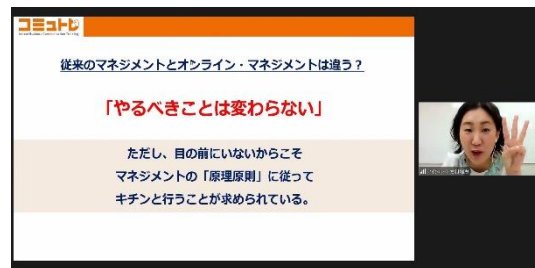 コミュトレ
従来のマネジメントとオンライン・マネジメントは違う？
「やるべきことは変わらない」
ただし、目の前にいないからこそ
マネジメントの「原理原則」に従って
キチンと行うことが求められている。